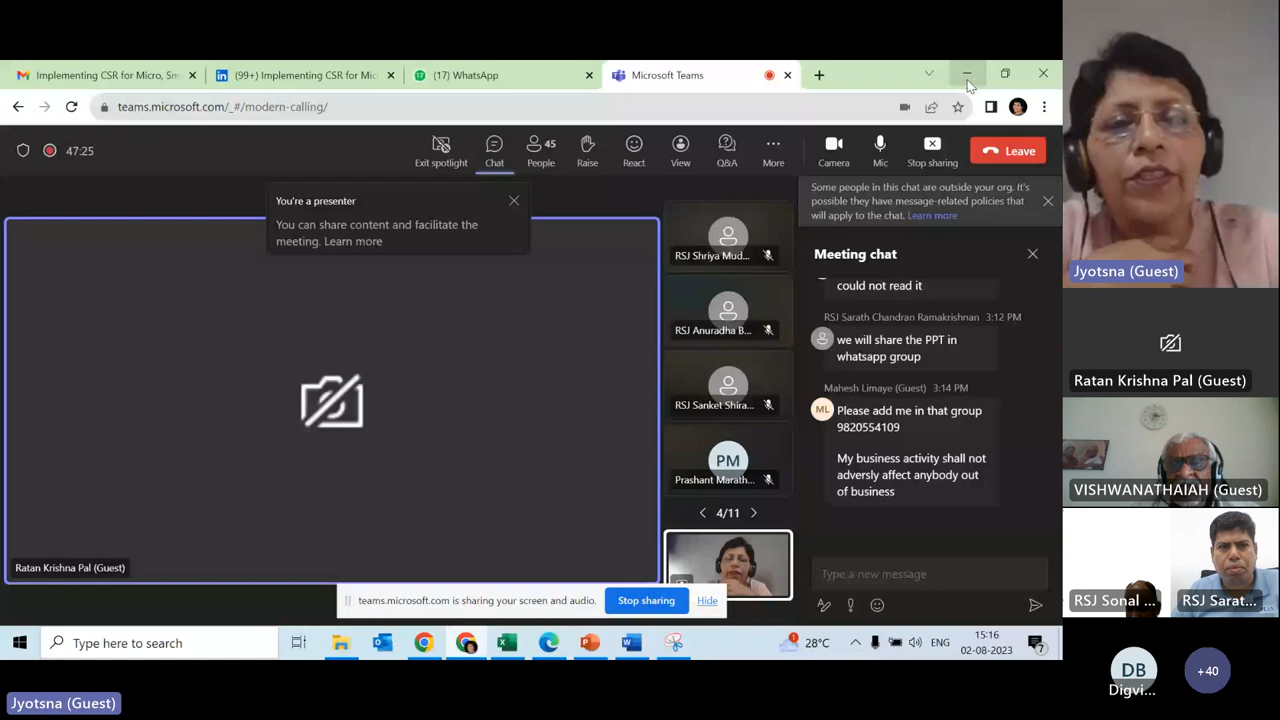 Implementing CSR for Micro, Sm
(99+) Implementing CSR for Mic
(17) WhatsApp
Microsoft Teams
teams.microsoft.com/_#/modern-calling/
47:25
Exit spotlight
Chat
45
People
Raise
React
View
Q&A
More
Camera
Mic
Stop sharing
Leave
You're a presenter
You can share content and facilitate the
meeting. Learn more
Some people in this chat are outside your org. It's
possible they have message-related policies that
will apply to the chat. Learn more
Meeting chat
could not read it
RSJ Sarath Chandran Ramakrishnan 3:12 PM
we will share the PPT in
whatsapp group
Mahesh Limaye (Guest) 3:14 PM
ML
Please add me in that group
9820554109
My business activity shall not
adversly affect anybody out
of business
Type a new message
RSJ Shriya Mud...
RSJ Anuradha B...
RSJ Sanket Shira...
PM
Prashant Marath...
4/11
Ratan Krishna Pal (Guest)
teams.microsoft.com is sharing your screen and audio.
Stop sharing
Hide
Type here to search
1
28°C
ENG
15:16
02-08-2023
7
Jyotsna (Guest)
Ratan Krishna Pal (Guest)
VISHWANATHAIAH (Guest)
RSJ Sonal ...
RSJ Sarat...
DB
Digvi...
+40
Jyotsna (Guest)